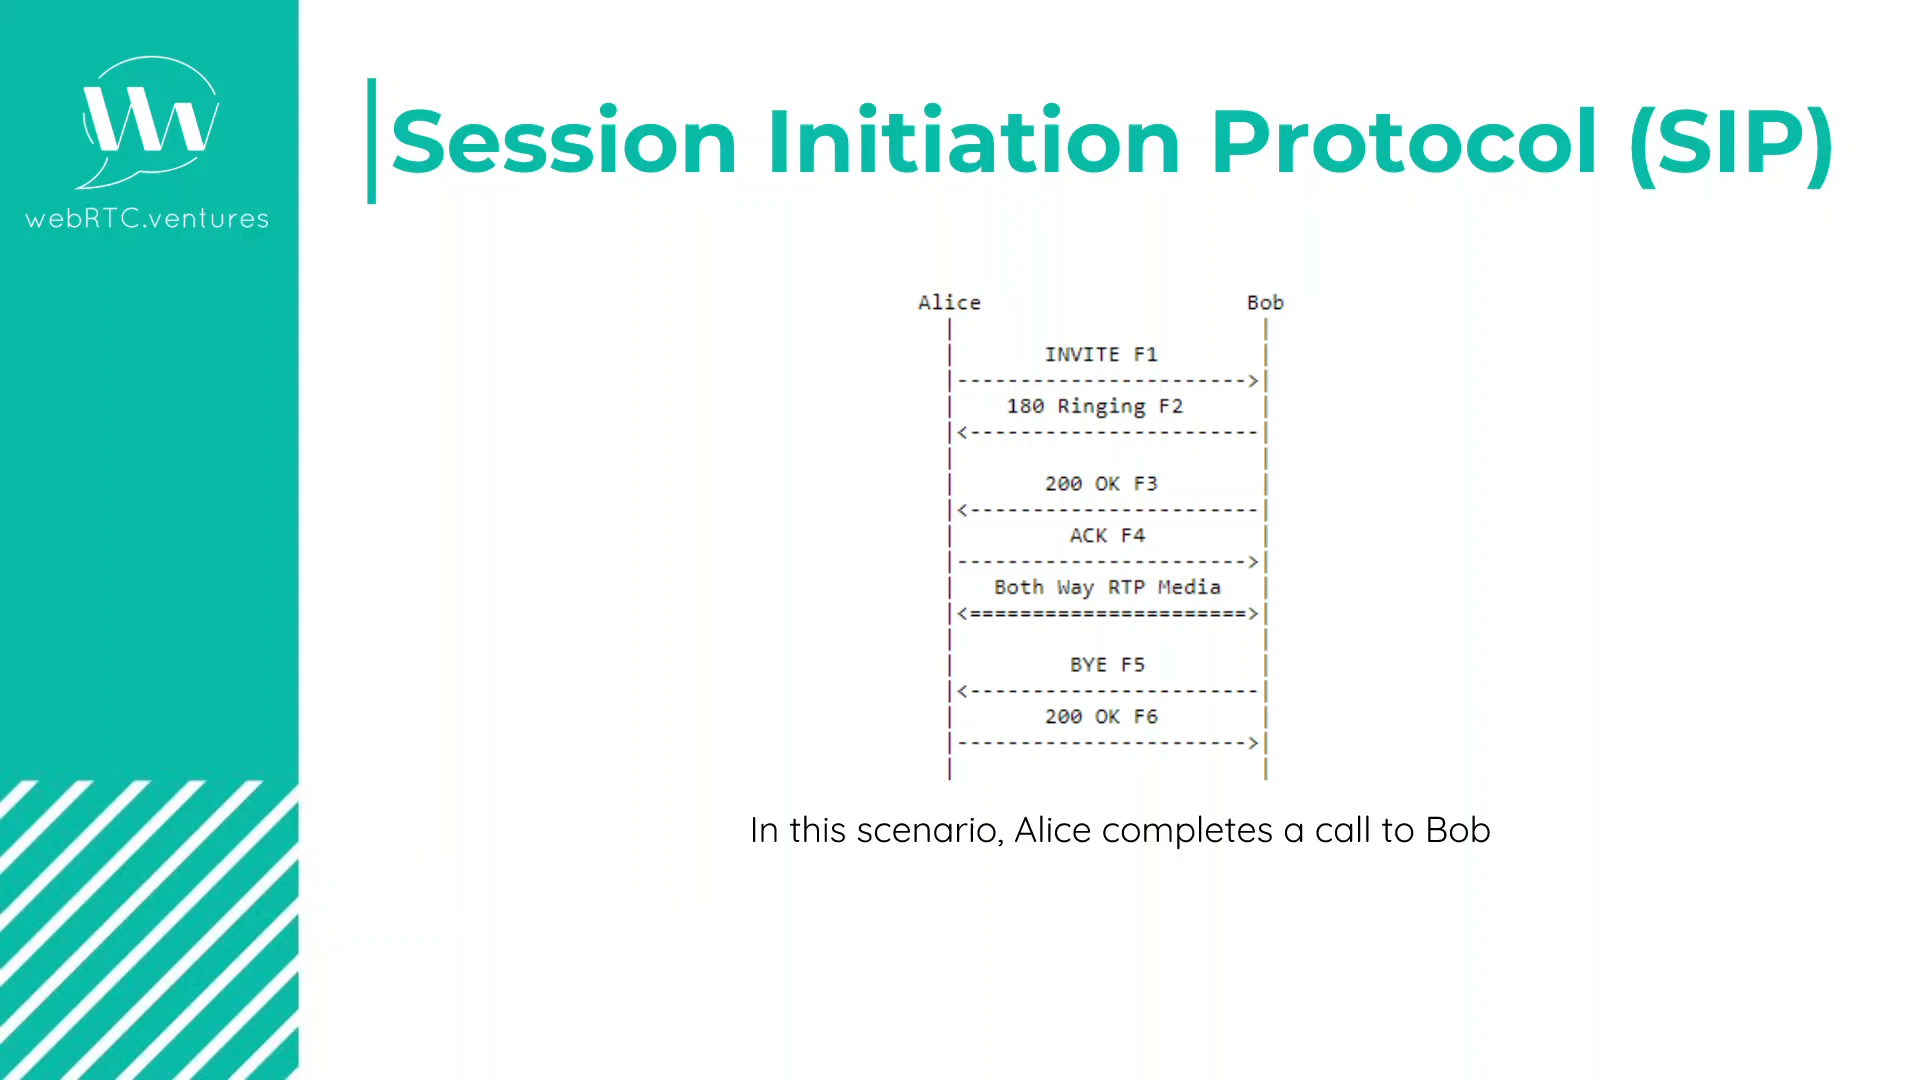 webRTC.ventures
Session Initiation Protocol (SIP)
Alice Bob
INVITE F1
180 Ringing F2
200 OK F3
ACK F4
Both Way RTP Media
BYE F5
200 OK F6
In this scenario, Alice completes a call to Bob